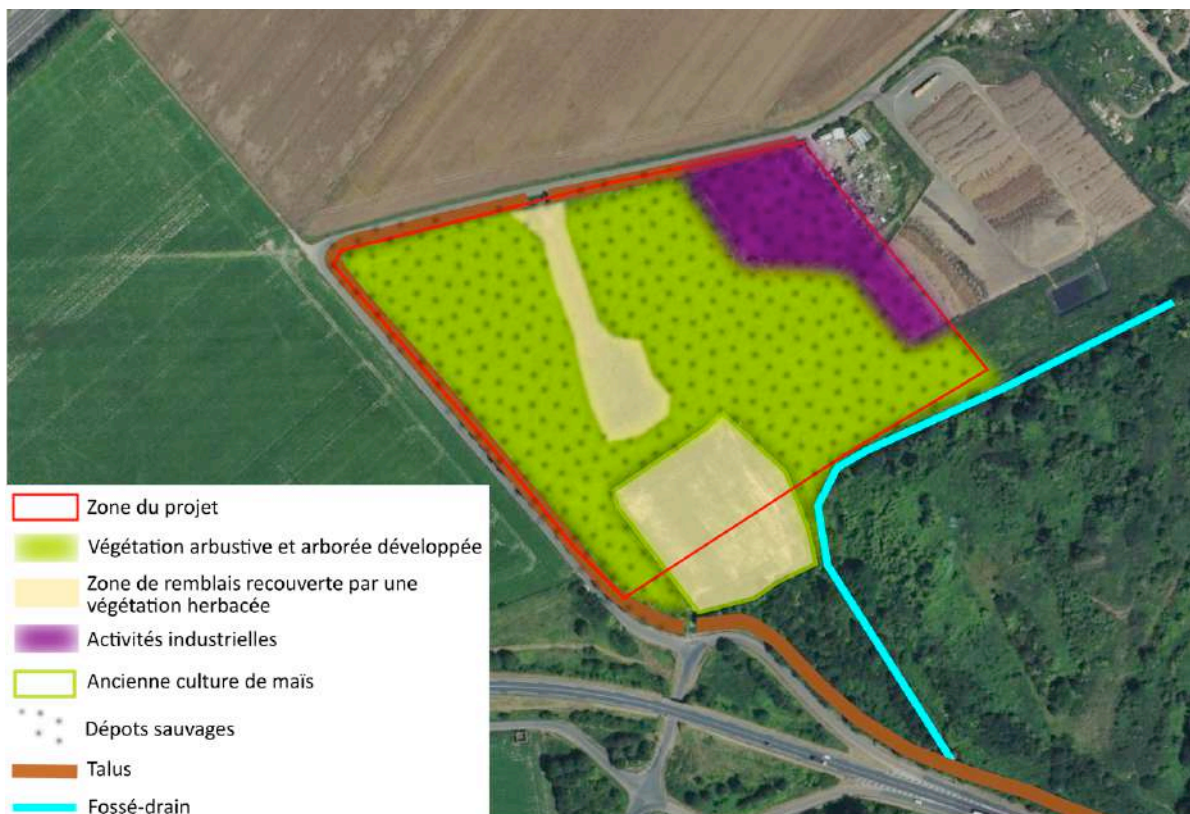 Zone du projet
Végétation arbustive et arborée développée
Zone de remblais recouverte par une
végétation herbacée
Activités industrielles
Ancienne culture de maïs
Dépots sauvages
Talus
Fossé-drain